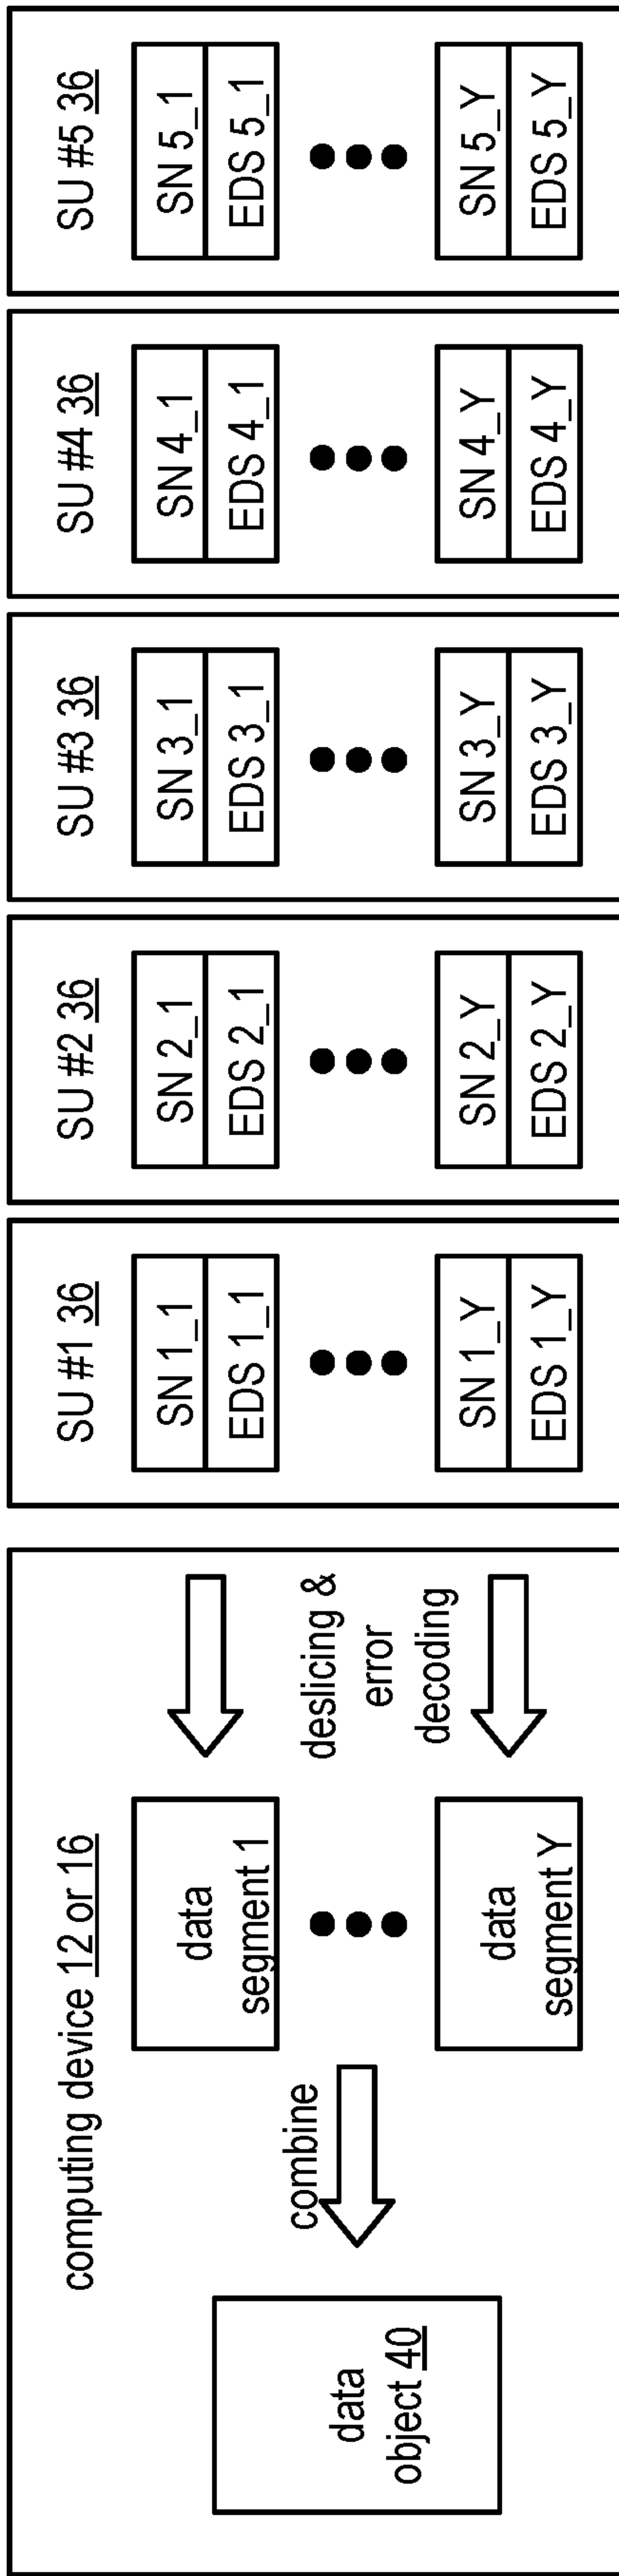 computing device 12 or 16
data
object 40
combine
data
segment 1
data
segment Y
deslicing &
error
decoding
SU #1 36
SN 1_1
EDS 1_1
SN 1_Y
EDS 1_Y
SU #2 36
SN 2_1
EDS 2_1
SN 2_Y
EDS 2_Y
SU #3 36
SN 3_1
EDS 3_1
SN 3_Y
EDS 3_Y
SU #4 36
SN 4_1
EDS 4_1
SN 4_Y
EDS 4_Y
SU #5 36
SN 5_1
EDS 5_1
SN 5_Y
EDS 5_Y